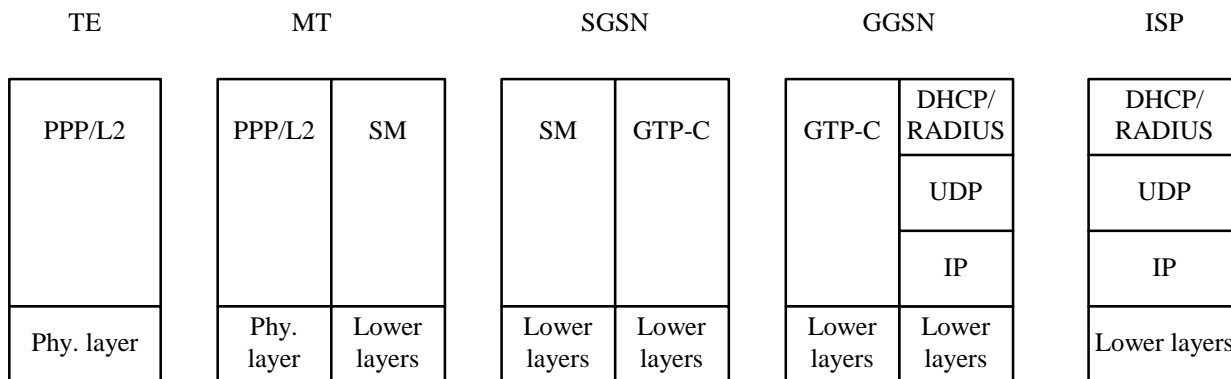 TE MT SGSN GGSN ISP
PPP/L2 PPP/L2 SM SM GTP-C GTP-C DHCP/ DHCP/
RADIUS RADIUS
UDP UDP
IP IP
Phy. layer Phy. Lower Lower Lower Lower Lower Lower layers
layer layers layers layers layers layers